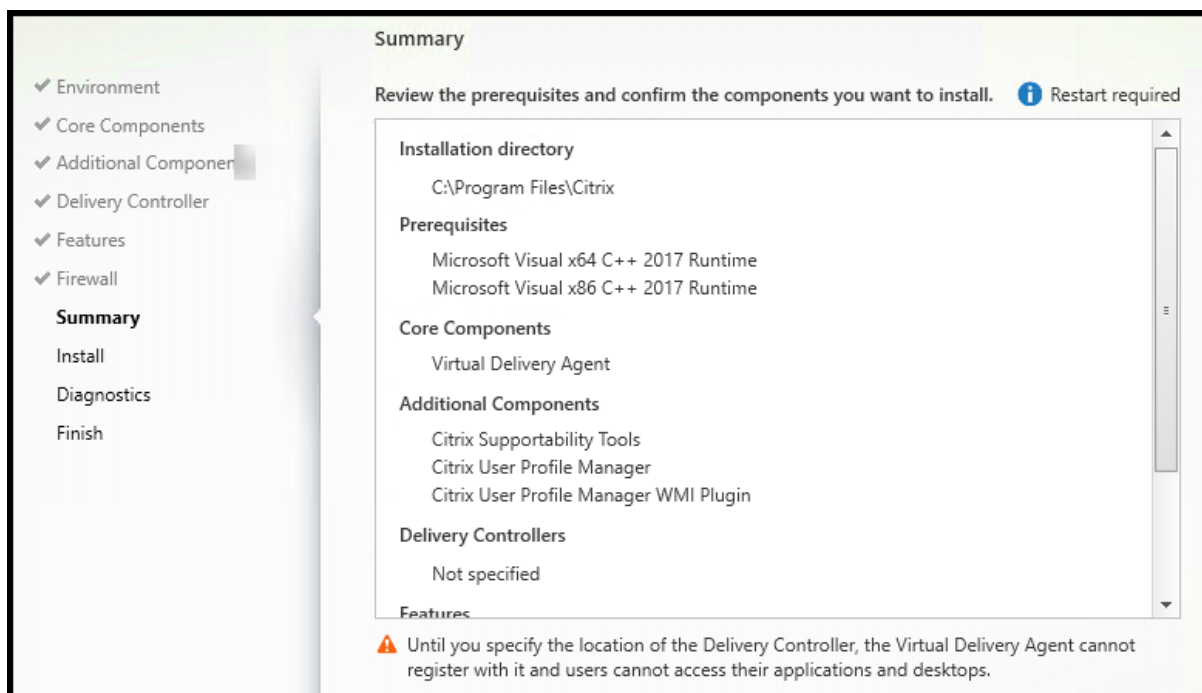 Summary
Environment
Core Components
Additional Componen
Delivery Controller
Features
Firewall
Summary
Install
Diagnostics
Finish
Review the prerequisites and confirm the components you want to install.
Restart required
Installation directory
C:\Program Files\Citrix
Prerequisites
Microsoft Visual x64 C++ 2017 Runtime
Microsoft Visual x86 C++ 2017 Runtime
Core Components
Virtual Delivery Agent
Additional Components
Citrix Supportability Tools
Citrix User Profile Manager
Citrix User Profile Manager WMI Plugin
Delivery Controllers
Not specified
Features
Until you specify the location of the Delivery Controller, the Virtual Delivery Agent cannot
register with it and users cannot access their applications and desktops.